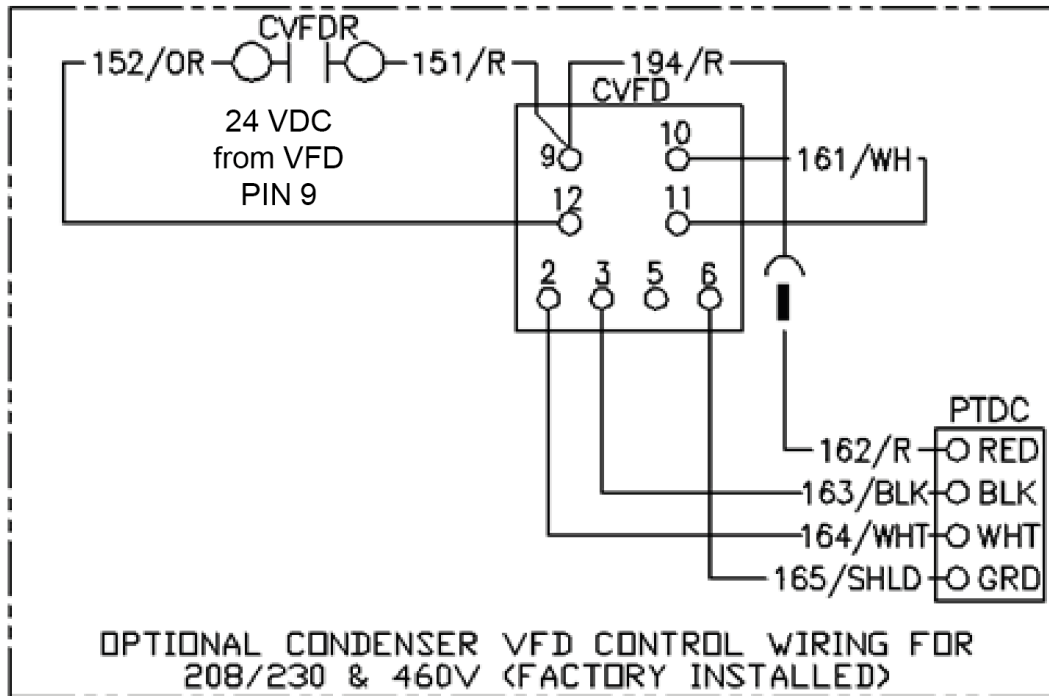 CVFDR
152/OR
151/R
194/R
24 VDC
from VFD
PIN 9
CVFD
9
10
161/WH
12
11
2 3 5 6
PTDC
162/R RED
163/BLK BLK
164/WHT WHT
165/SHLD GRD
OPTIONAL CONDENSER VFD CONTROL WIRING FOR
208/230 & 460V (FACTORY INSTALLED)